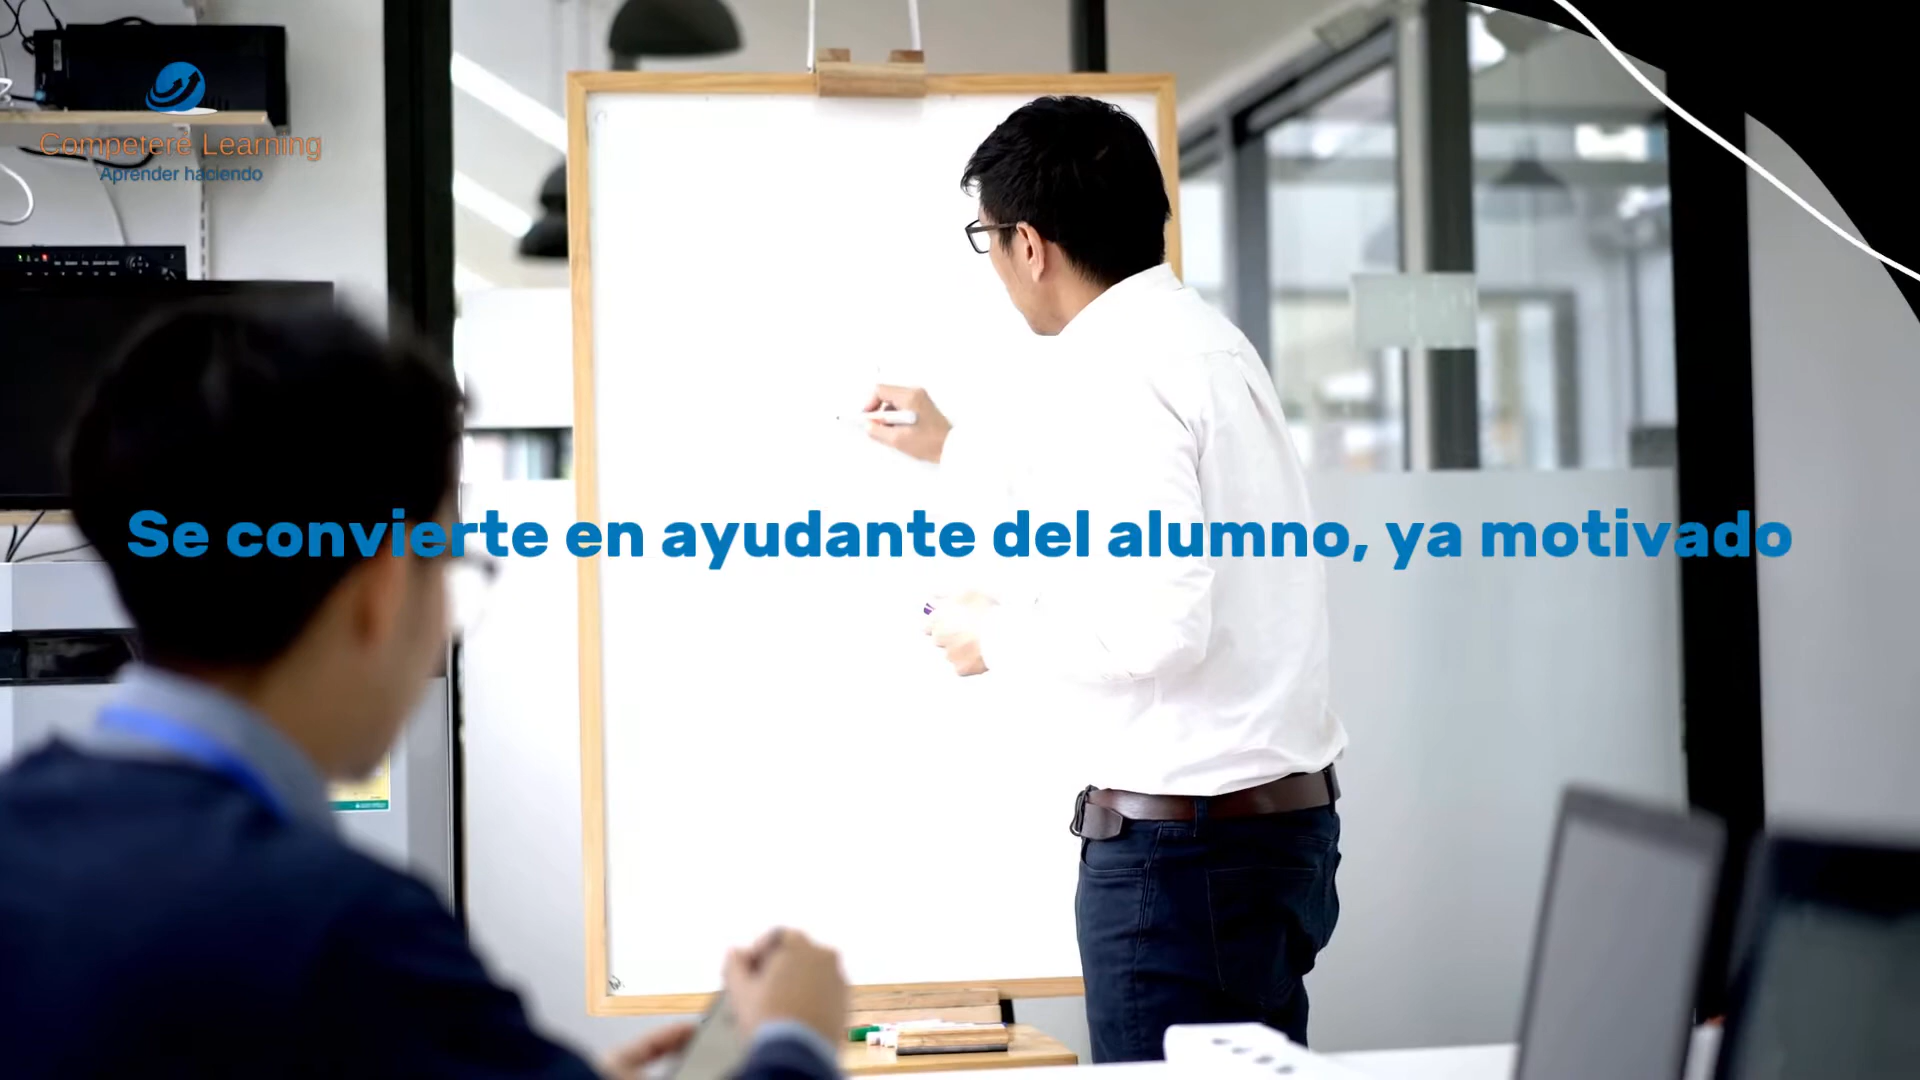 Competere Learning
Aprender haciendo
Se convierte en ayudante del alumno, ya motivado